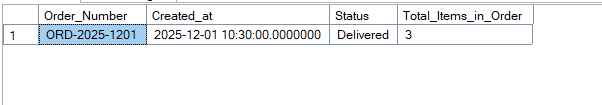 Order_Number Created_at Status Total_Items_in_Order
1 ORD-2025-1201 2025-12-01 10:30:00.0000000 Delivered 3